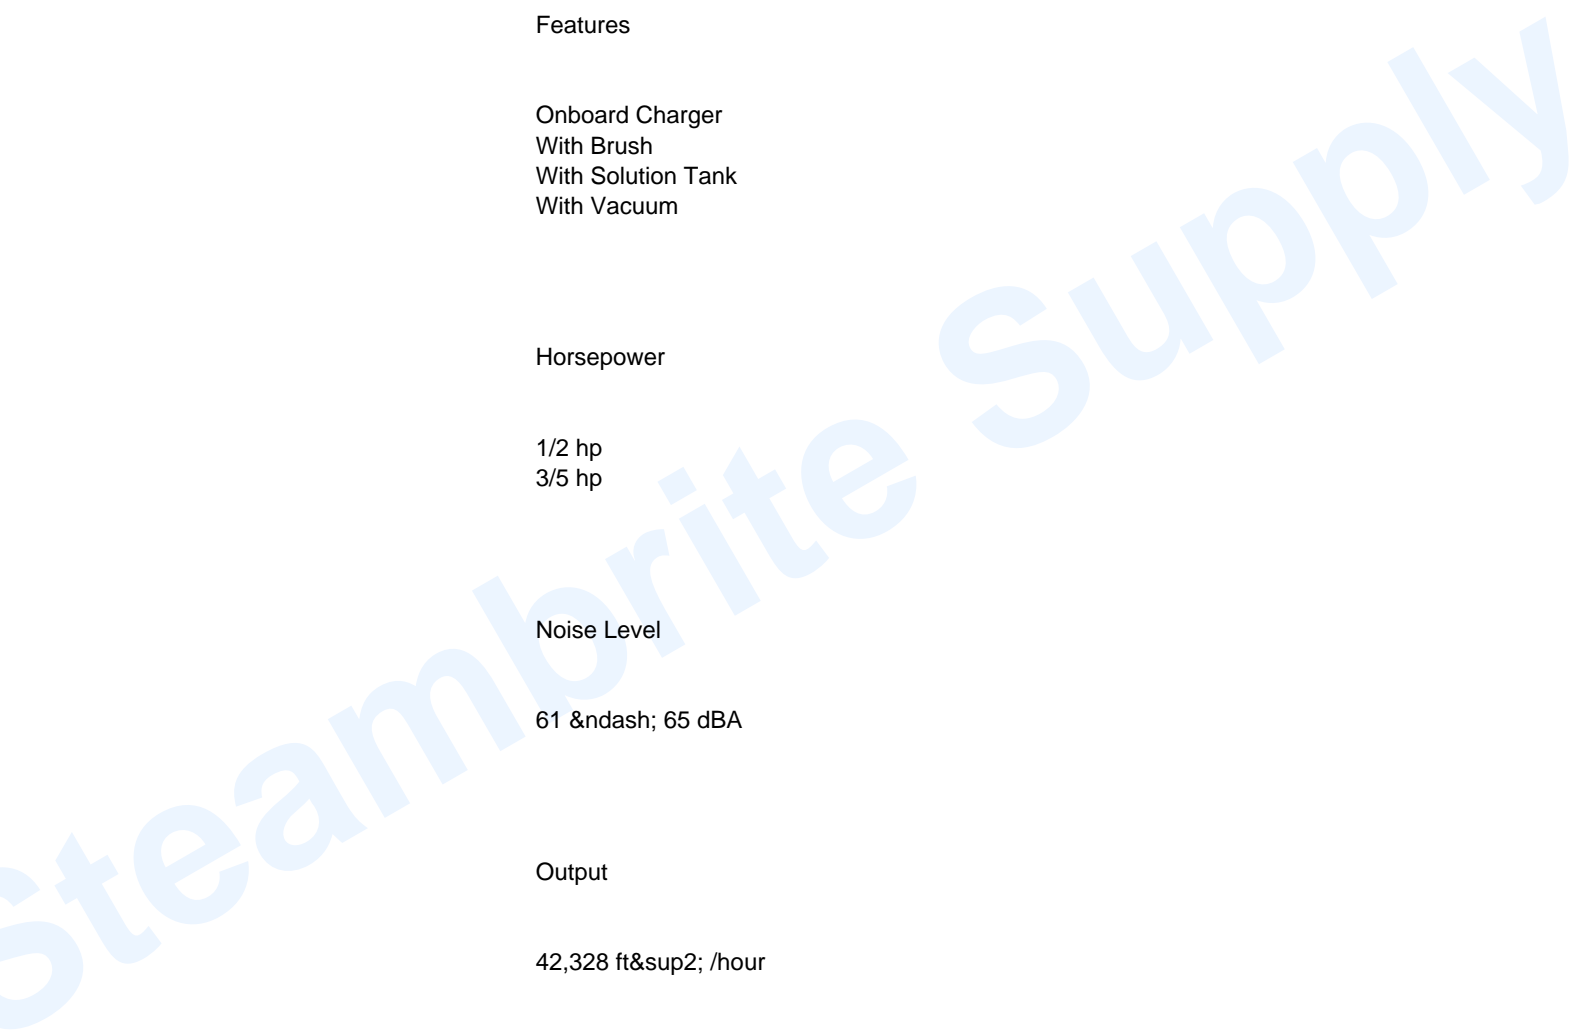 Features
Onboard Charger
With Brush
With Solution Tank
With Vacuum
Horsepower
1/2 hp
3/5 hp
Noise Level
61 &ndash; 65 dBA
Output
42,328 ft&sup2; /hour
Steambrite Supply